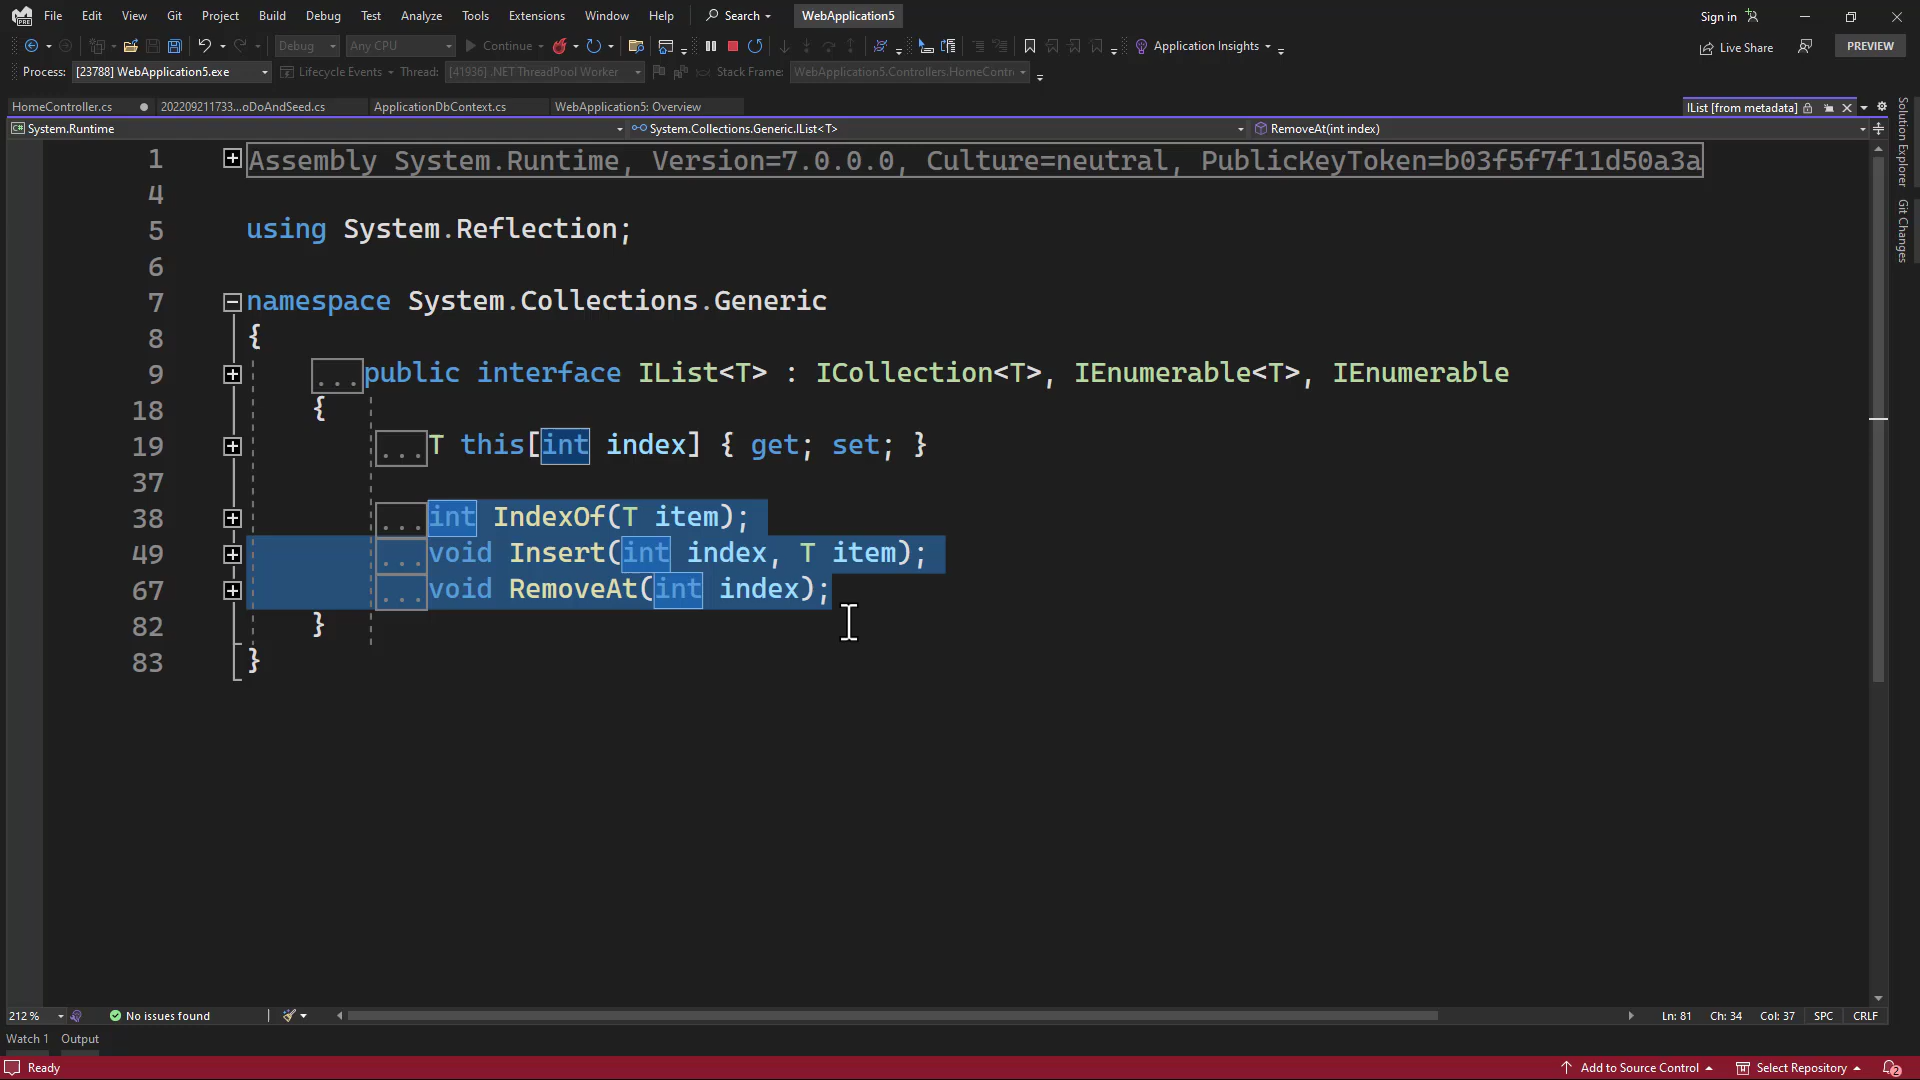 File Edit View Git Project Build Debug Test Analyze Tools Extensions Window Help Search WebApplication5 Sign in
Debug Any CPU Continue Application Insights Live Share PREVIEW
Process: [23788] WebApplication5.exe Lifecycle Events Thread: [41936] .NET ThreadPool Worker Stack Frame: WebApplication5.Controllers.HomeContr
HomeController.cs 202209211733...oDoAndSeed.cs ApplicationDbContext.cs WebApplication5: Overview IList [from metadata]
System.Runtime System.Collections.Generic.IList<T> RemoveAt(int index)
1 Assembly System.Runtime, Version=7.0.0.0, Culture=neutral, PublicKeyToken=b03f5f7f11d50a3a
4
5 using System.Reflection;
6
7 namespace System.Collections.Generic
8 {
9 ...public interface IList<T> : ICollection<T>, IEnumerable<T>, IEnumerable
18 {
19 ...T this[int index] { get; set; }
37
38 ...int IndexOf(T item);
49 ...void Insert(int index, T item);
67 ...void RemoveAt(int index);
82 }
83 }
Solution Explorer
Git Changes
212 % No issues found Ln: 81 Ch: 34 Col: 37 SPC CRLF
Watch 1 Output
Ready Add to Source Control Select Repository 2